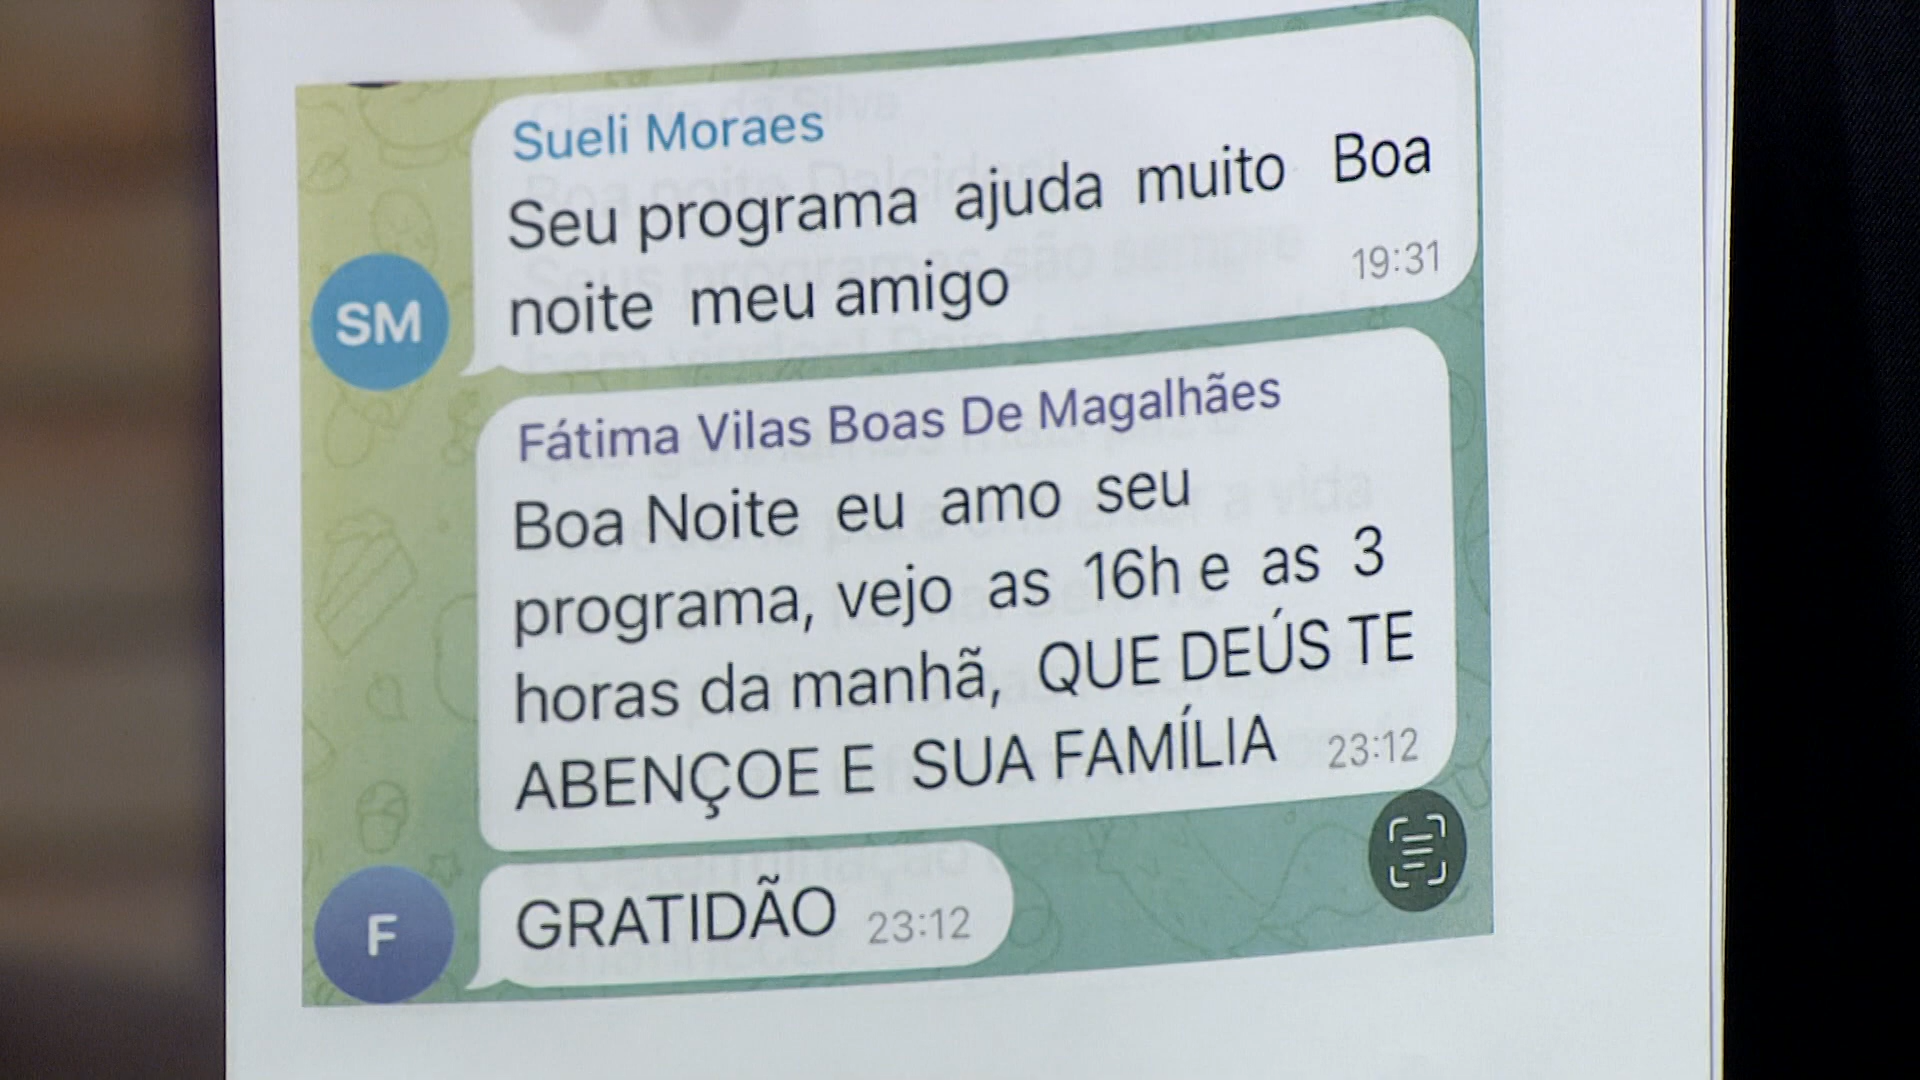 Sueli Moraes
Seu programa ajuda muito Boa
noite meu amigo
19:31
SM
Fátima Vilas Boas De Magalhães
Boa Noite eu amo seu
programa, vejo as 16h e as 3
horas da manhã, QUE DEÚS TE
ABENÇOE E SUA FAMÍLIA 23:12
GRATIDÃO 23:12
F